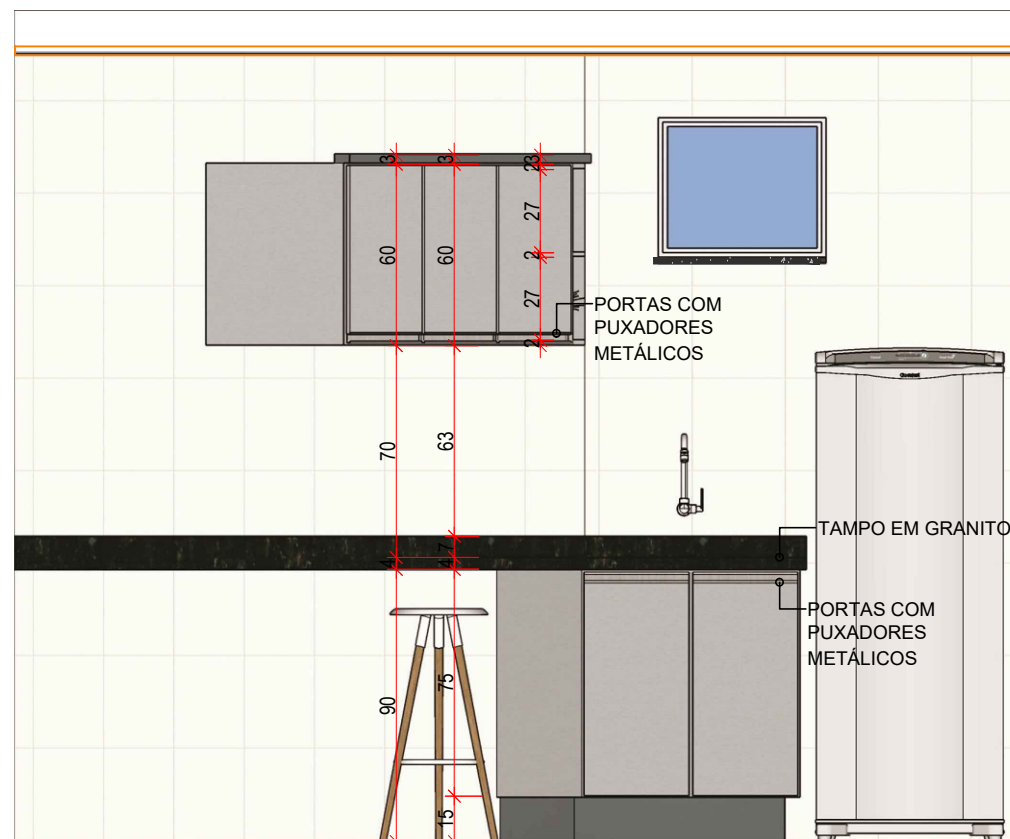 3
3
23
60
60
27
2
27
2
PORTAS COM
PUXADORES
METÁLICOS
70
63
7
4
4
TAMPO EM GRANITO
PORTAS COM
PUXADORES
METÁLICOS
90
75
15